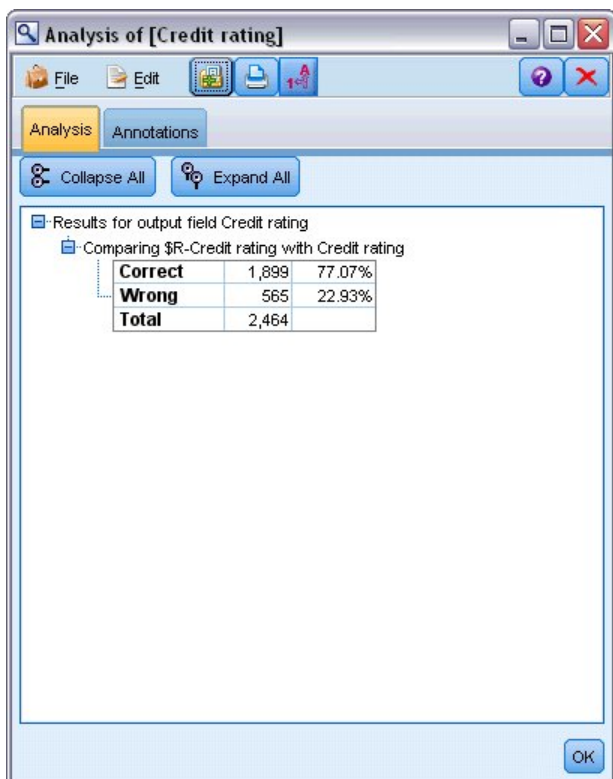 Analysis of [Credit rating]
File Edit
Analysis Annotations
Collapse All Expand All
Results for output field Credit rating
Comparing $R-Credit rating with Credit rating
Correct 1,899 77.07%
Wrong 565 22.93%
Total 2,464
OK